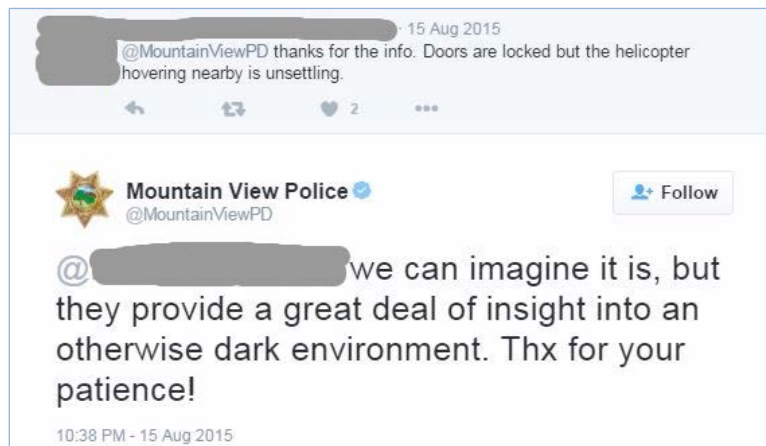 · 15 Aug 2015
@MountainViewPD thanks for the info. Doors are locked but the helicopter
hovering nearby is unsettling.
2
Mountain View Police
@MountainViewPD
Follow
@ we can imagine it is, but
they provide a great deal of insight into an
otherwise dark environment. Thx for your
patience!
10:38 PM - 15 Aug 2015